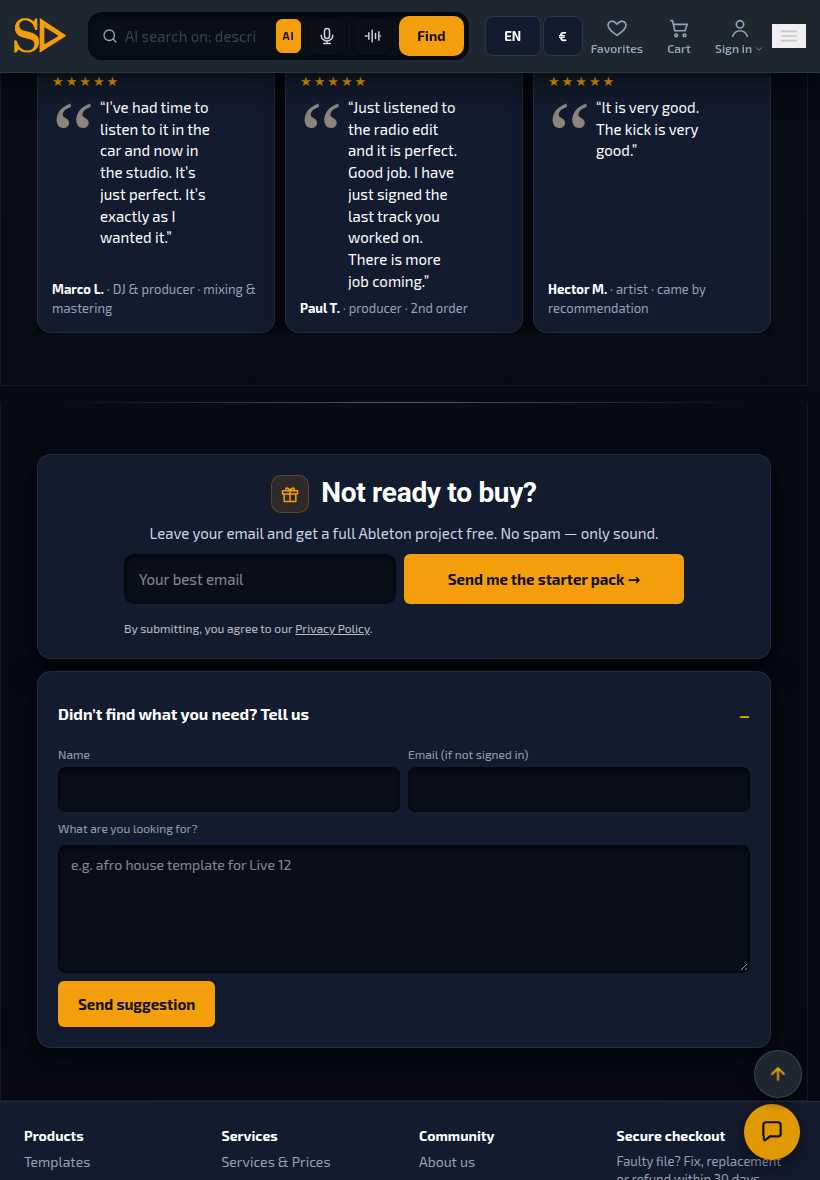 AI search on: descri
AI
Find
EN
€
Favorites
Cart
Sign in
★★★★★
★★★★★
★★★★★
“I’ve had time to
listen to it in the
car and now in
the studio. It’s
just perfect. It’s
exactly as I
wanted it.”
Marco L. · DJ & producer · mixing &
mastering
“Just listened to
the radio edit
and it is perfect.
Good job. I have
just signed the
last track you
worked on.
There is more
job coming.”
Paul T. · producer · 2nd order
“It is very good.
The kick is very
good.”
Hector M. · artist · came by
recommendation
Not ready to buy?
Leave your email and get a full Ableton project free. No spam — only sound.
Your best email
Send me the starter pack →
By submitting, you agree to our Privacy Policy.
Didn’t find what you need? Tell us
Name
Email (if not signed in)
What are you looking for?
e.g. afro house template for Live 12
Send suggestion
Products
Templates
Services
Services & Prices
Community
About us
Secure checkout
Faulty file? Fix, replacement
or refund within 30 days